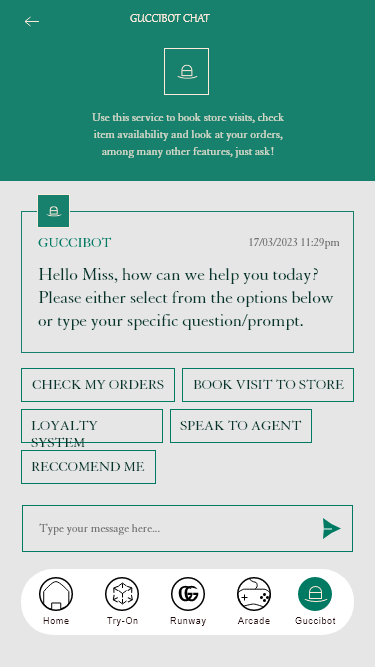 GUCCIBOT CHAT
Use this service to book store visits, check
item availability and look at your orders,
among many other features, just ask!
GUCCIBOT
17/03/2023 11:29pm
Hello Miss, how can we help you today?
Please either select from the options below
or type your specific question/prompt.
CHECK MY ORDERS
BOOK VISIT TO STORE
LOYALTY
SYSTEM
SPEAK TO AGENT
RECCOMEND ME
Type your message here...
Home
Try-On
Runway
Arcade
Guccibot